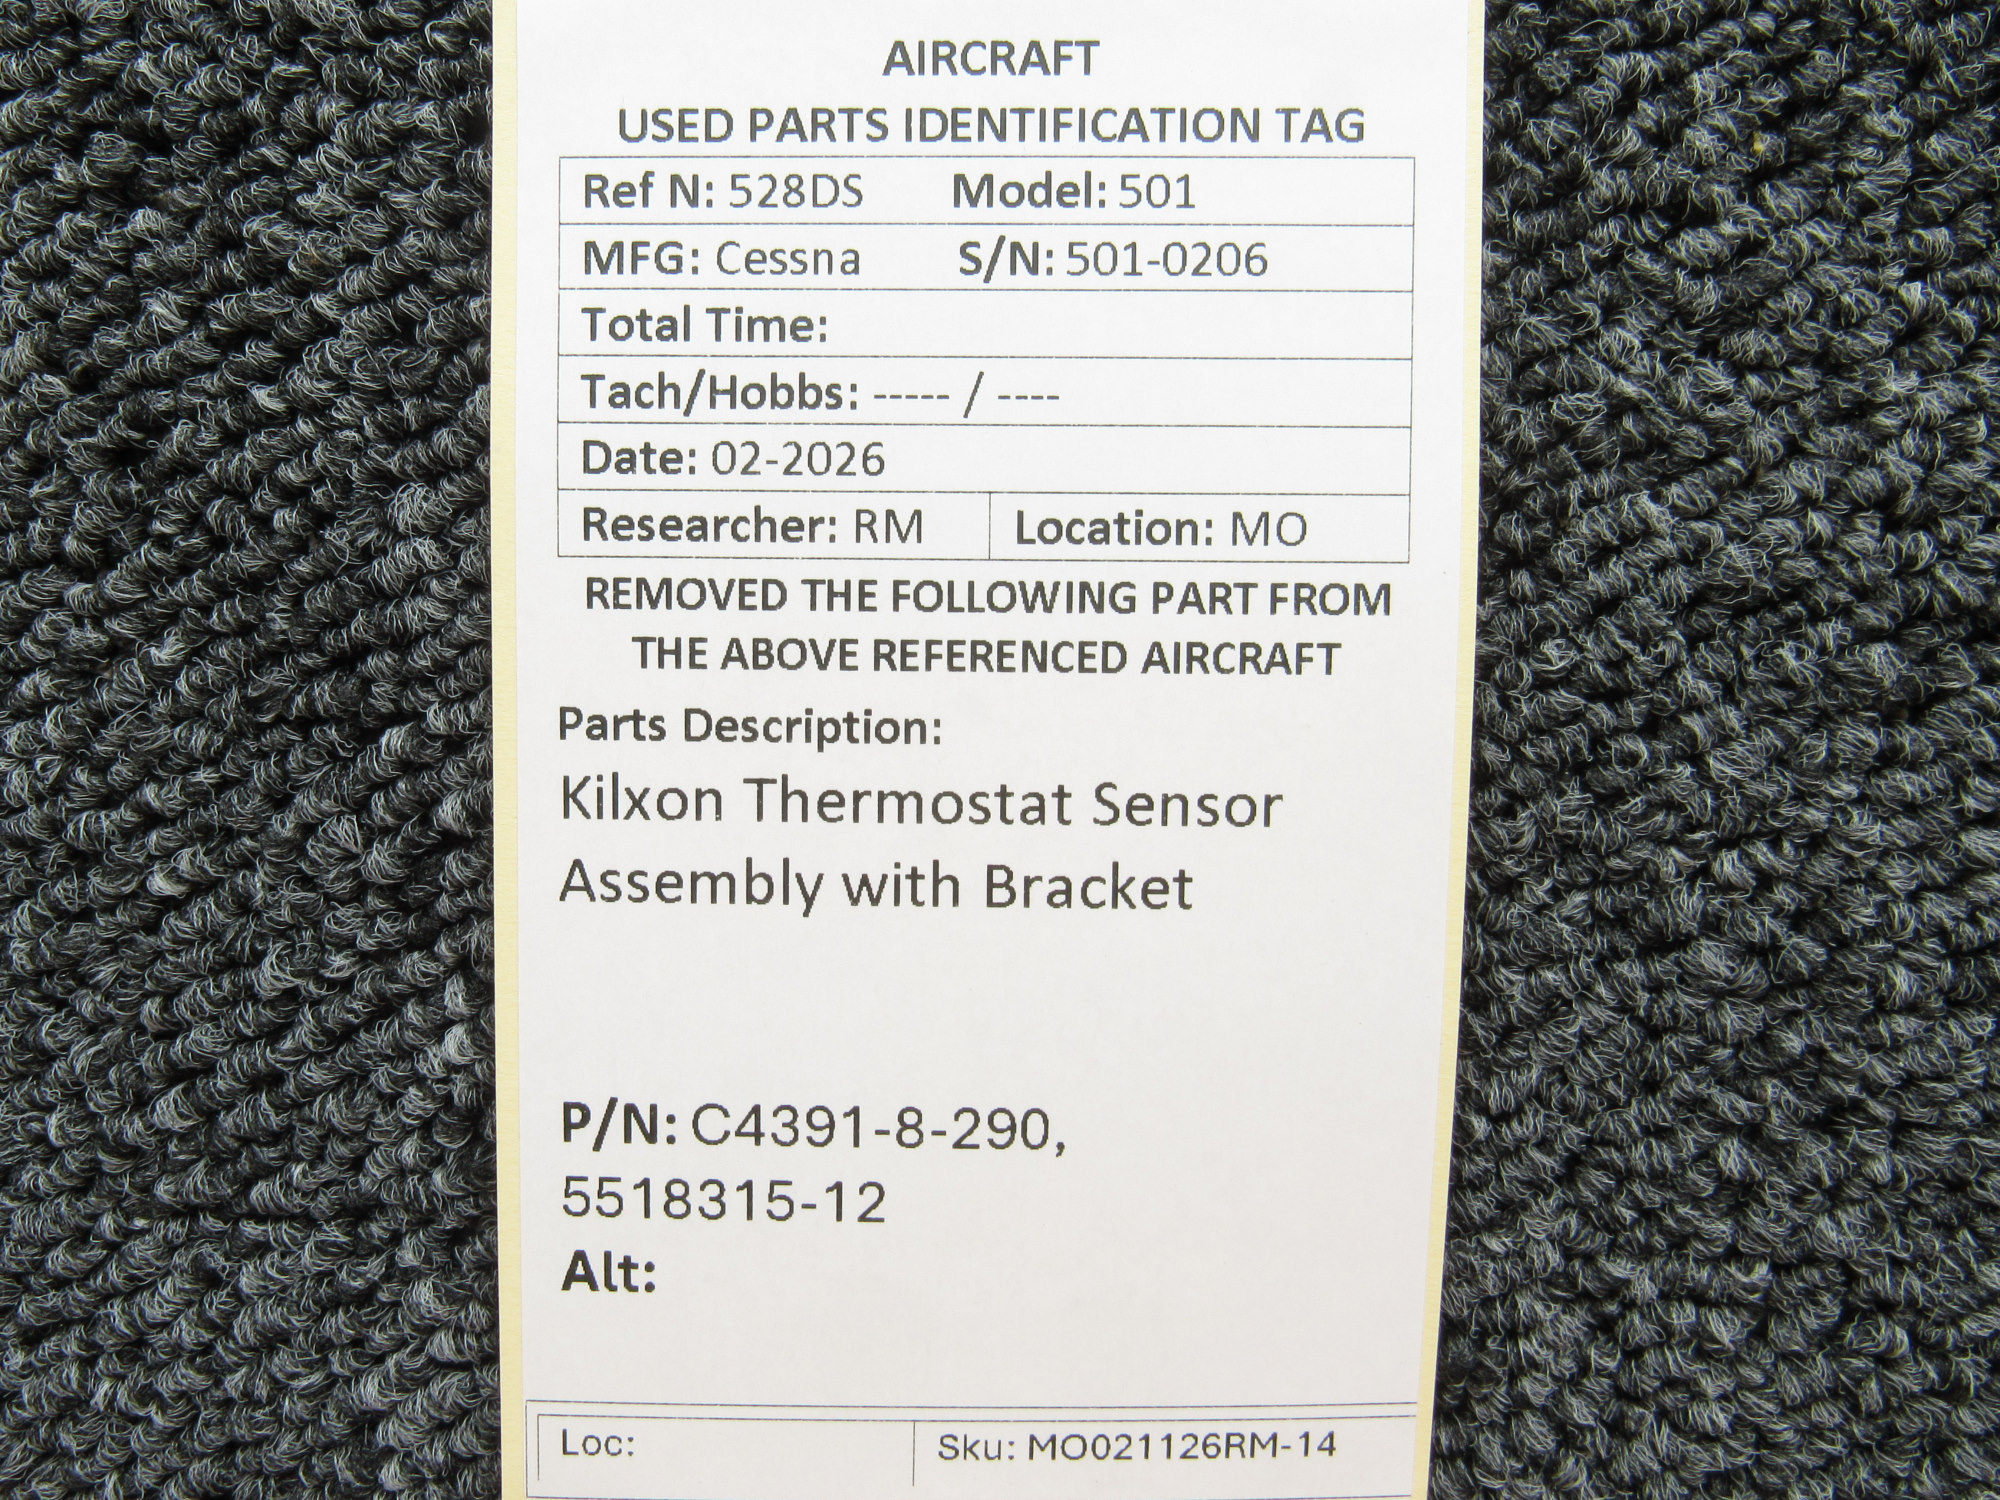 AIRCRAFT
USED PARTS IDENTIFICATION TAG
Ref N: 528DS Model: 501
MFG: Cessna S/N: 501-0206
Total Time:
Tach/Hobbs: ----- / ----
Date: 02-2026
Researcher: RM Location: MO
REMOVED THE FOLLOWING PART FROM
THE ABOVE REFERENCED AIRCRAFT
Parts Description:
Kilxon Thermostat Sensor
Assembly with Bracket
P/N: C4391-8-290,
5518315-12
Alt:
Loc: Sku: MO021126RM-14